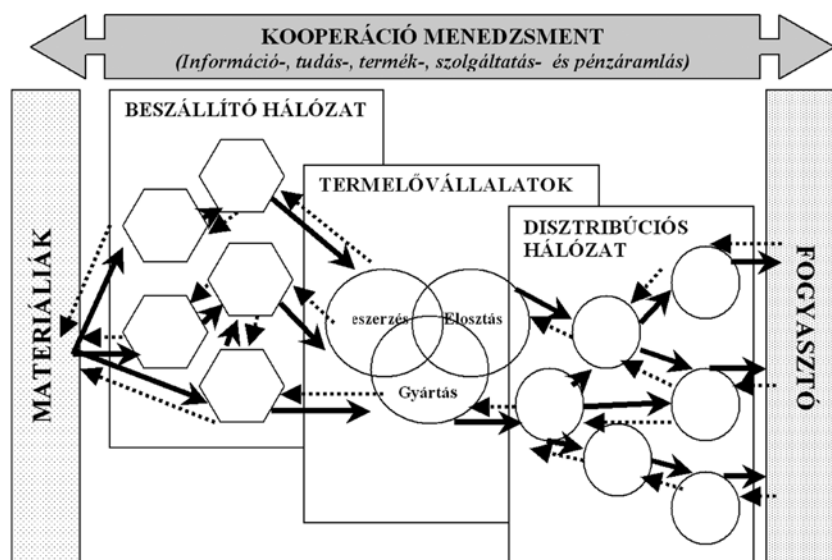 KOOPERÁCIÓ MENEDZSMENT
(Információ-, tudás-, termék-, szolgáltatás- és pénzáramlás)
BESZÁLLÍTÓ HÁLÓZAT
TERMELŐVÁLLALATOK
DISZTRIBÚCIÓS
HÁLÓZAT
MATERIÁLIÁK
eszerzés
Elosztás
Gyártás
FOGYASZTÓ